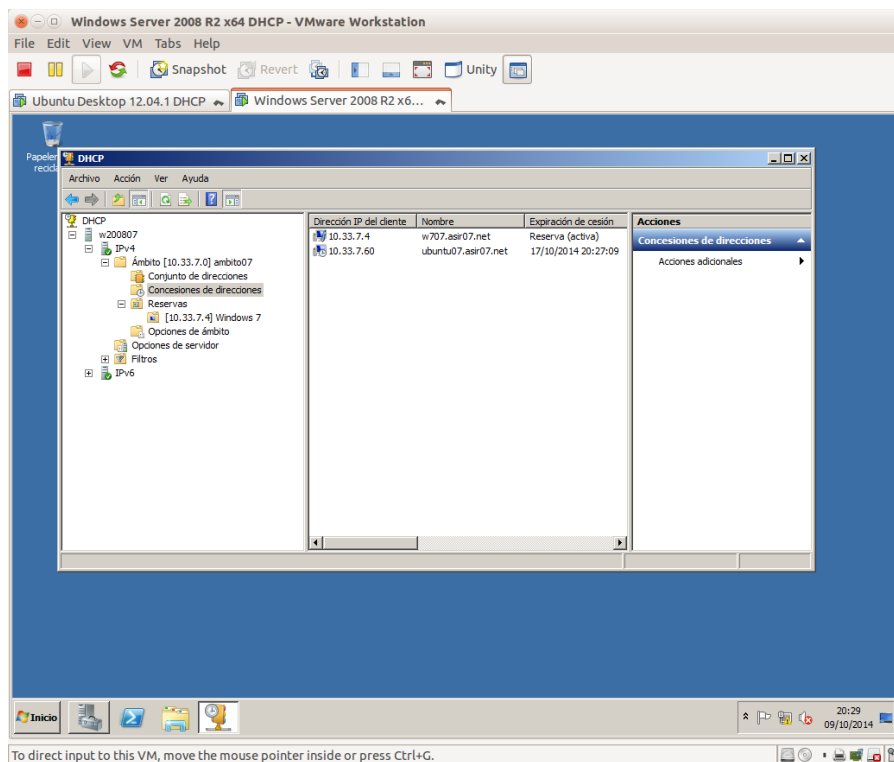 Windows Server 2008 R2 x64 DHCP - VMware Workstation
File Edit View VM Tabs Help
Snapshot Revert Unity
Ubuntu Desktop 12.04.1 DHCP Windows Server 2008 R2 x6...
DHCP
Archivo Acción Ver Ayuda
DHCP
w200807
IPv4
Ámbito [10.33.7.0] ambito07
Conjunto de direcciones
Concesiones de direcciones
Reservas
[10.33.7.4] Windows 7
Opciones de ámbito
Opciones de servidor
Filtros
IPv6
Dirección IP del cliente Nombre Expiración de cesión
10.33.7.4 w707.asir07.net Reserva (activa)
10.33.7.60 ubuntu07.asir07.net 17/10/2014 20:27:09
Acciones
Concesiones de direcciones
Acciones adicionales
Inicio
20:29
09/10/2014
To direct input to this VM, move the mouse pointer inside or press Ctrl+G.